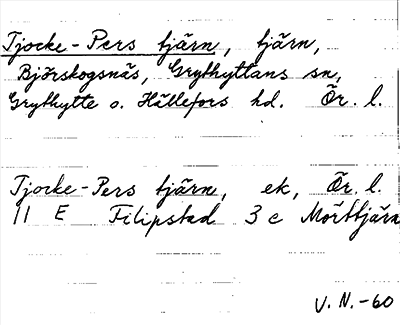 Tjocke-Pers tjärn, tjärn,
Björskogsnäs, Grythyttans sn,
Grythytte o. Hällefors hd. Ör. l.
Tjocke-Pers tjärn, ek, Ör. l.
11 E Filipstad 3 c Mörttjärn
V. N. -60